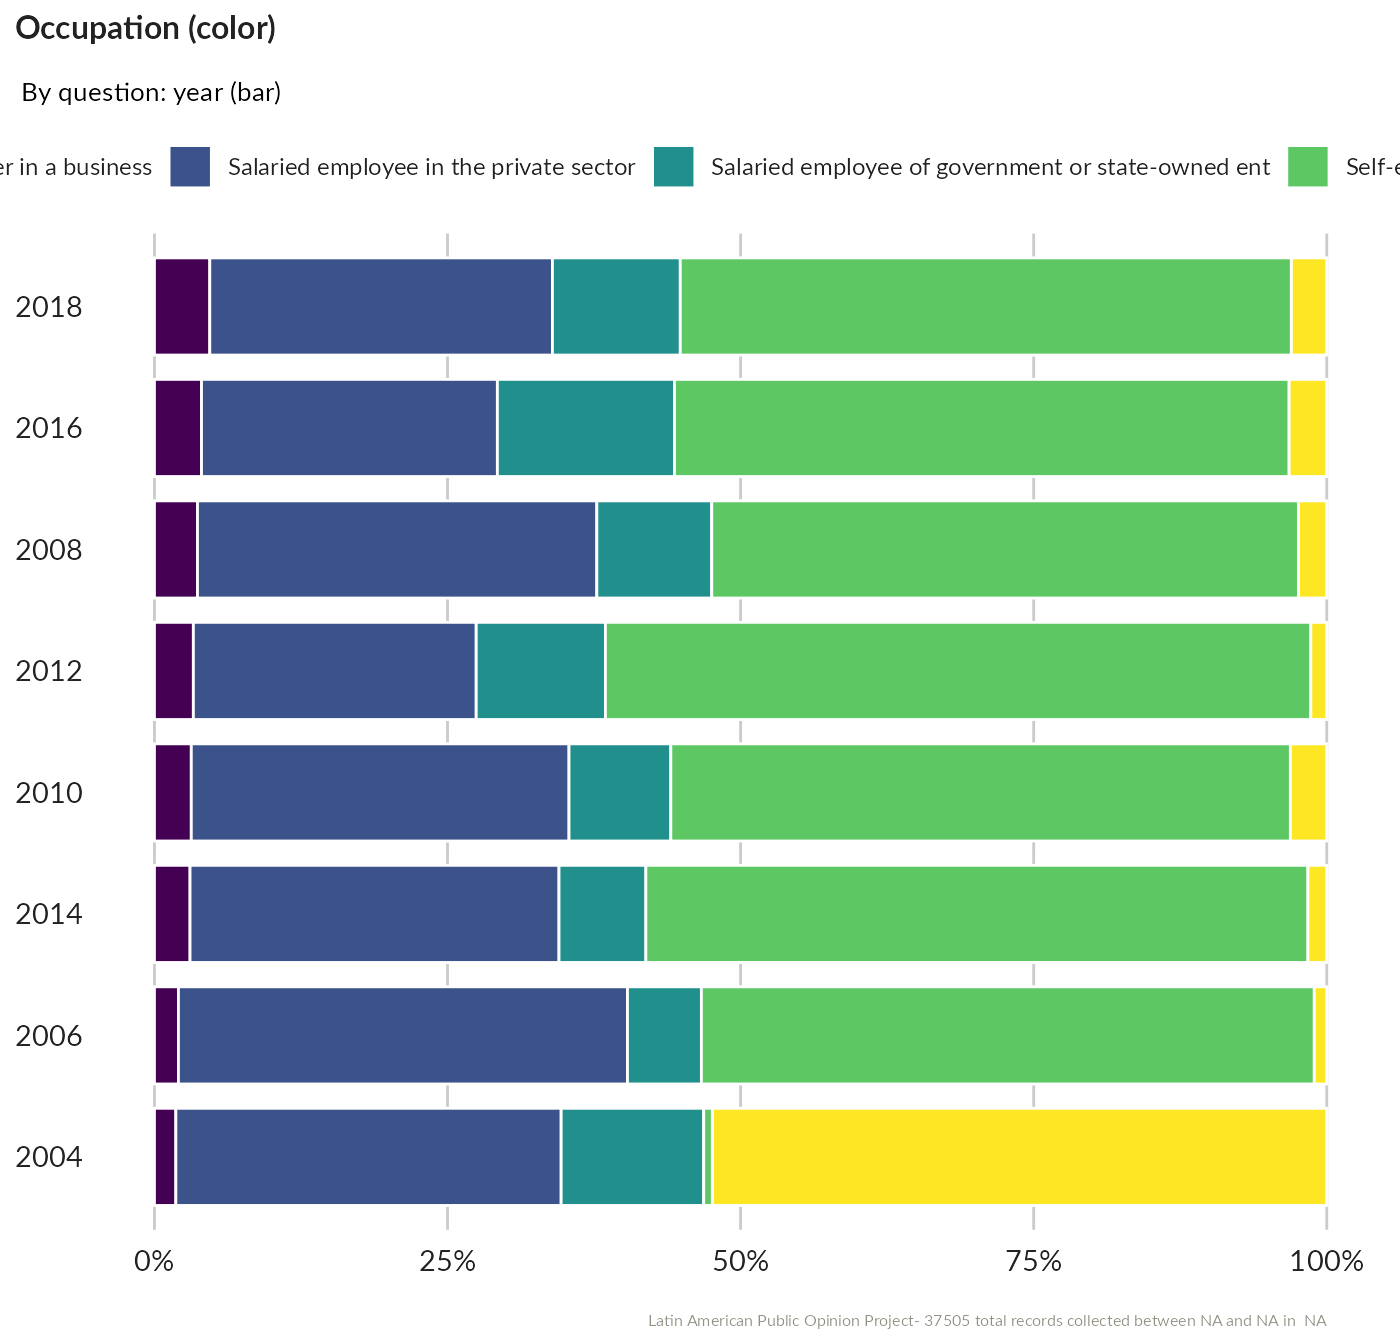 Occupation (color)
By question: year (bar)
in a business Salaried employee in the private sector Salaried employee of government or state-owned ent
2018
2016
2008
2012
2010
2014
2006
2004
0% 25% 50% 75% 100%
Latin American Public Opinion Project- 37505 total records collected between NA and NA in NA